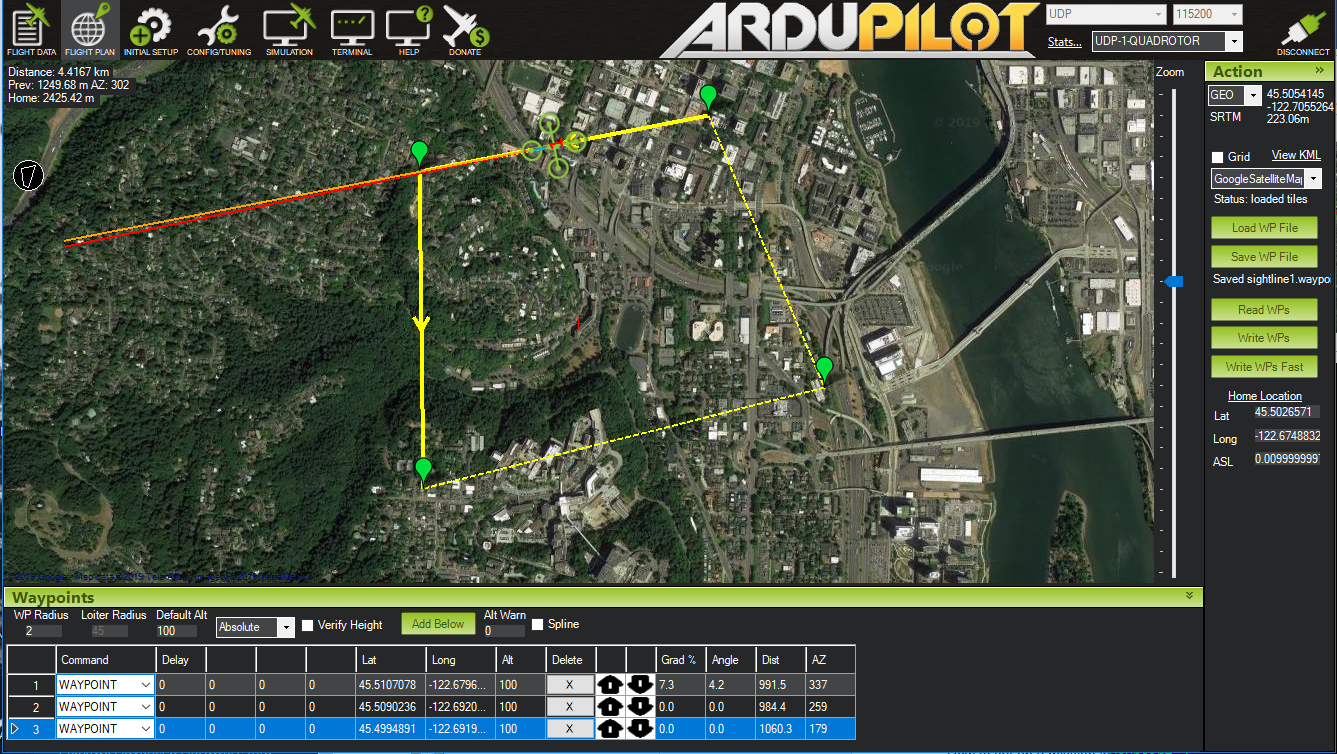 FLIGHT DATA FLIGHT PLAN INITIAL SETUP CONFIG/TUNING SIMULATION TERMINAL HELP DONATE
ARDUPILOT
UDP 115200
Stats... UDP-1-QUADROTOR
DISCONNECT
Distance: 4.4167 km
Prev: 1249.68 m AZ: 302
Home: 2425.42 m
Zoom
Action
GEO 45.5054145
-122.7055264
SRTM 223.06m
Grid View KML
GoogleSatelliteMap
Status: loaded tiles
Load WP File
Save WP File
Saved sightline1.waypo
Read WPs
Write WPs
Write WPs Fast
Home Location
Lat 45.5026571
Long -122.6748832
ASL 0.009999999
© 2019
Google
Waypoints
WP Radius Loiter Radius Default Alt Alt Warn
2 45 100 Absolute Verify Height Add Below 0 Spline
Command Delay Lat Long Alt Delete Grad % Angle Dist AZ
1 WAYPOINT 0 0 0 0 45.5107078 -122.6796... 100 X 7.3 4.2 991.5 337
2 WAYPOINT 0 0 0 0 45.5090236 -122.6920... 100 X 0.0 0.0 984.4 259
3 WAYPOINT 0 0 0 0 45.4994891 -122.6919... 100 X 0.0 0.0 1060.3 179